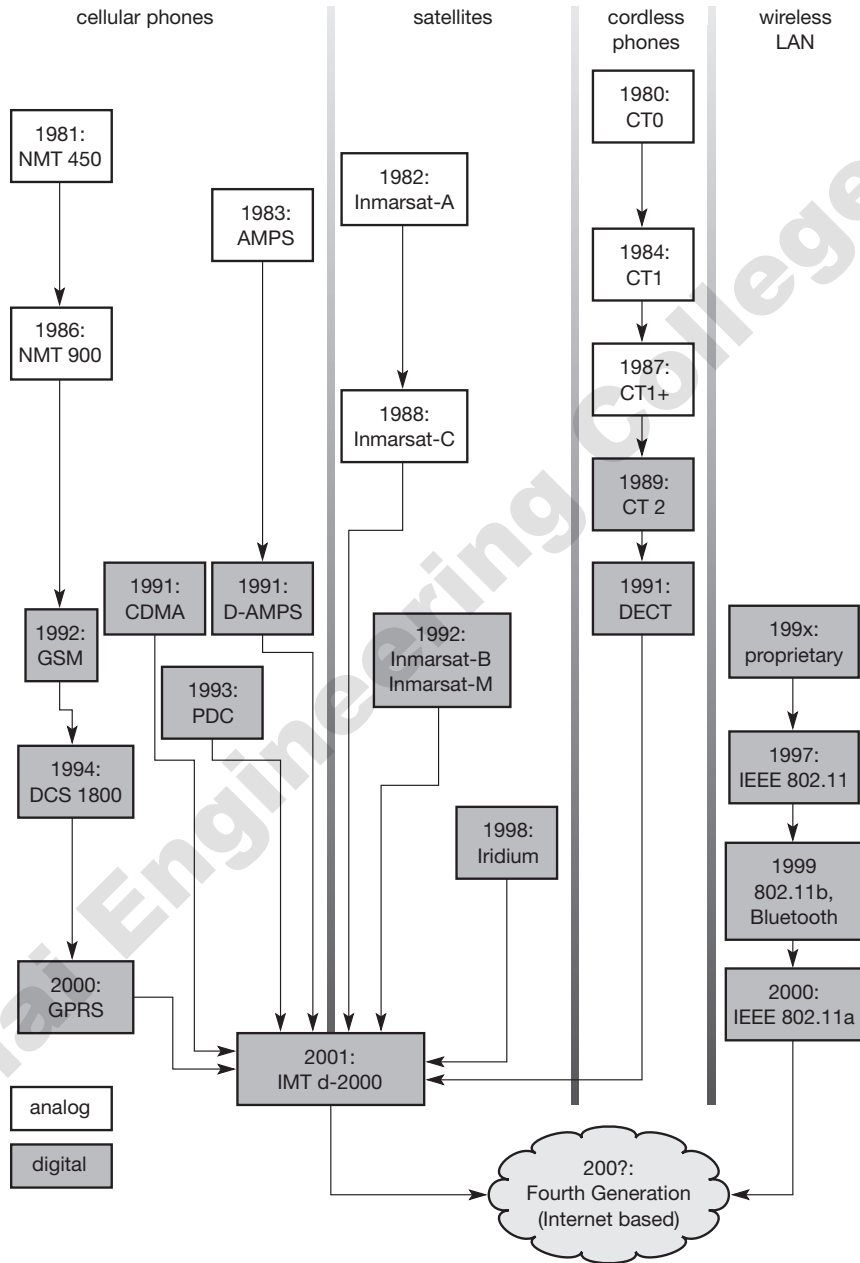 cellular phones
satellites
cordless
phones
wireless
LAN
1981:
NMT 450
1986:
NMT 900
1992:
GSM
1994:
DCS 1800
2000:
GPRS
1983:
AMPS
1991:
CDMA
1991:
D-AMPS
1993:
PDC
1982:
Inmarsat-A
1988:
Inmarsat-C
1992:
Inmarsat-B
Inmarsat-M
1998:
Iridium
1980:
CT0
1984:
CT1
1987:
CT1+
1989:
CT 2
1991:
DECT
199x:
proprietary
1997:
IEEE 802.11
1999
802.11b,
Bluetooth
2000:
IEEE 802.11a
2001:
IMT d-2000
200?:
Fourth Generation
(Internet based)
analog
digital
Engineering College